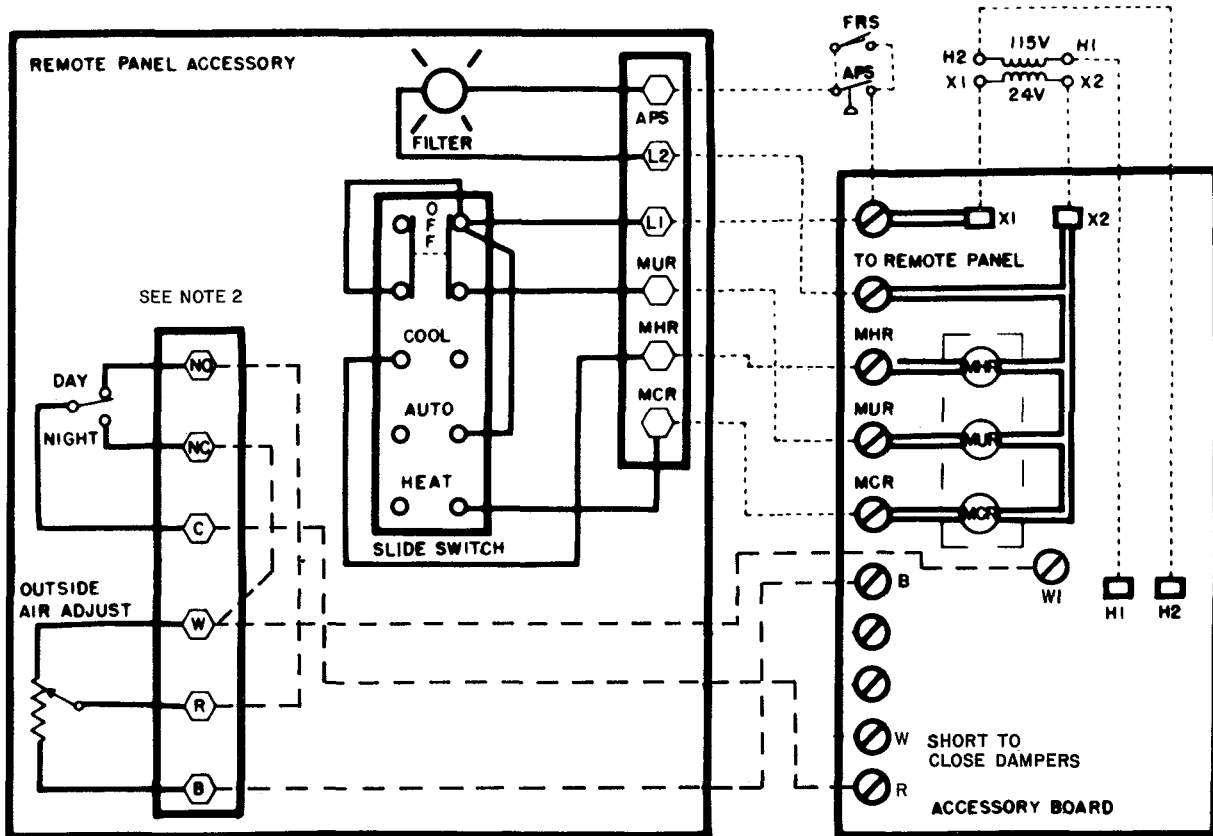 REMOTE PANEL ACCESSORY
FILTER
APS
L2
L1
MUR
MHR
MCR
OFF
COOL
AUTO
HEAT
SLIDE SWITCH
SEE NOTE 2
DAY
NIGHT
NO
NC
C
W
R
B
OUTSIDE
AIR ADJUST
FRS
APS
H2 115V H1
X1 24V X2
X1
X2
TO REMOTE PANEL
MHR
MHR
MUR
MUR
MCR
MCR
B
W1
H1
H2
W
SHORT TO
CLOSE DAMPERS
R
ACCESSORY BOARD